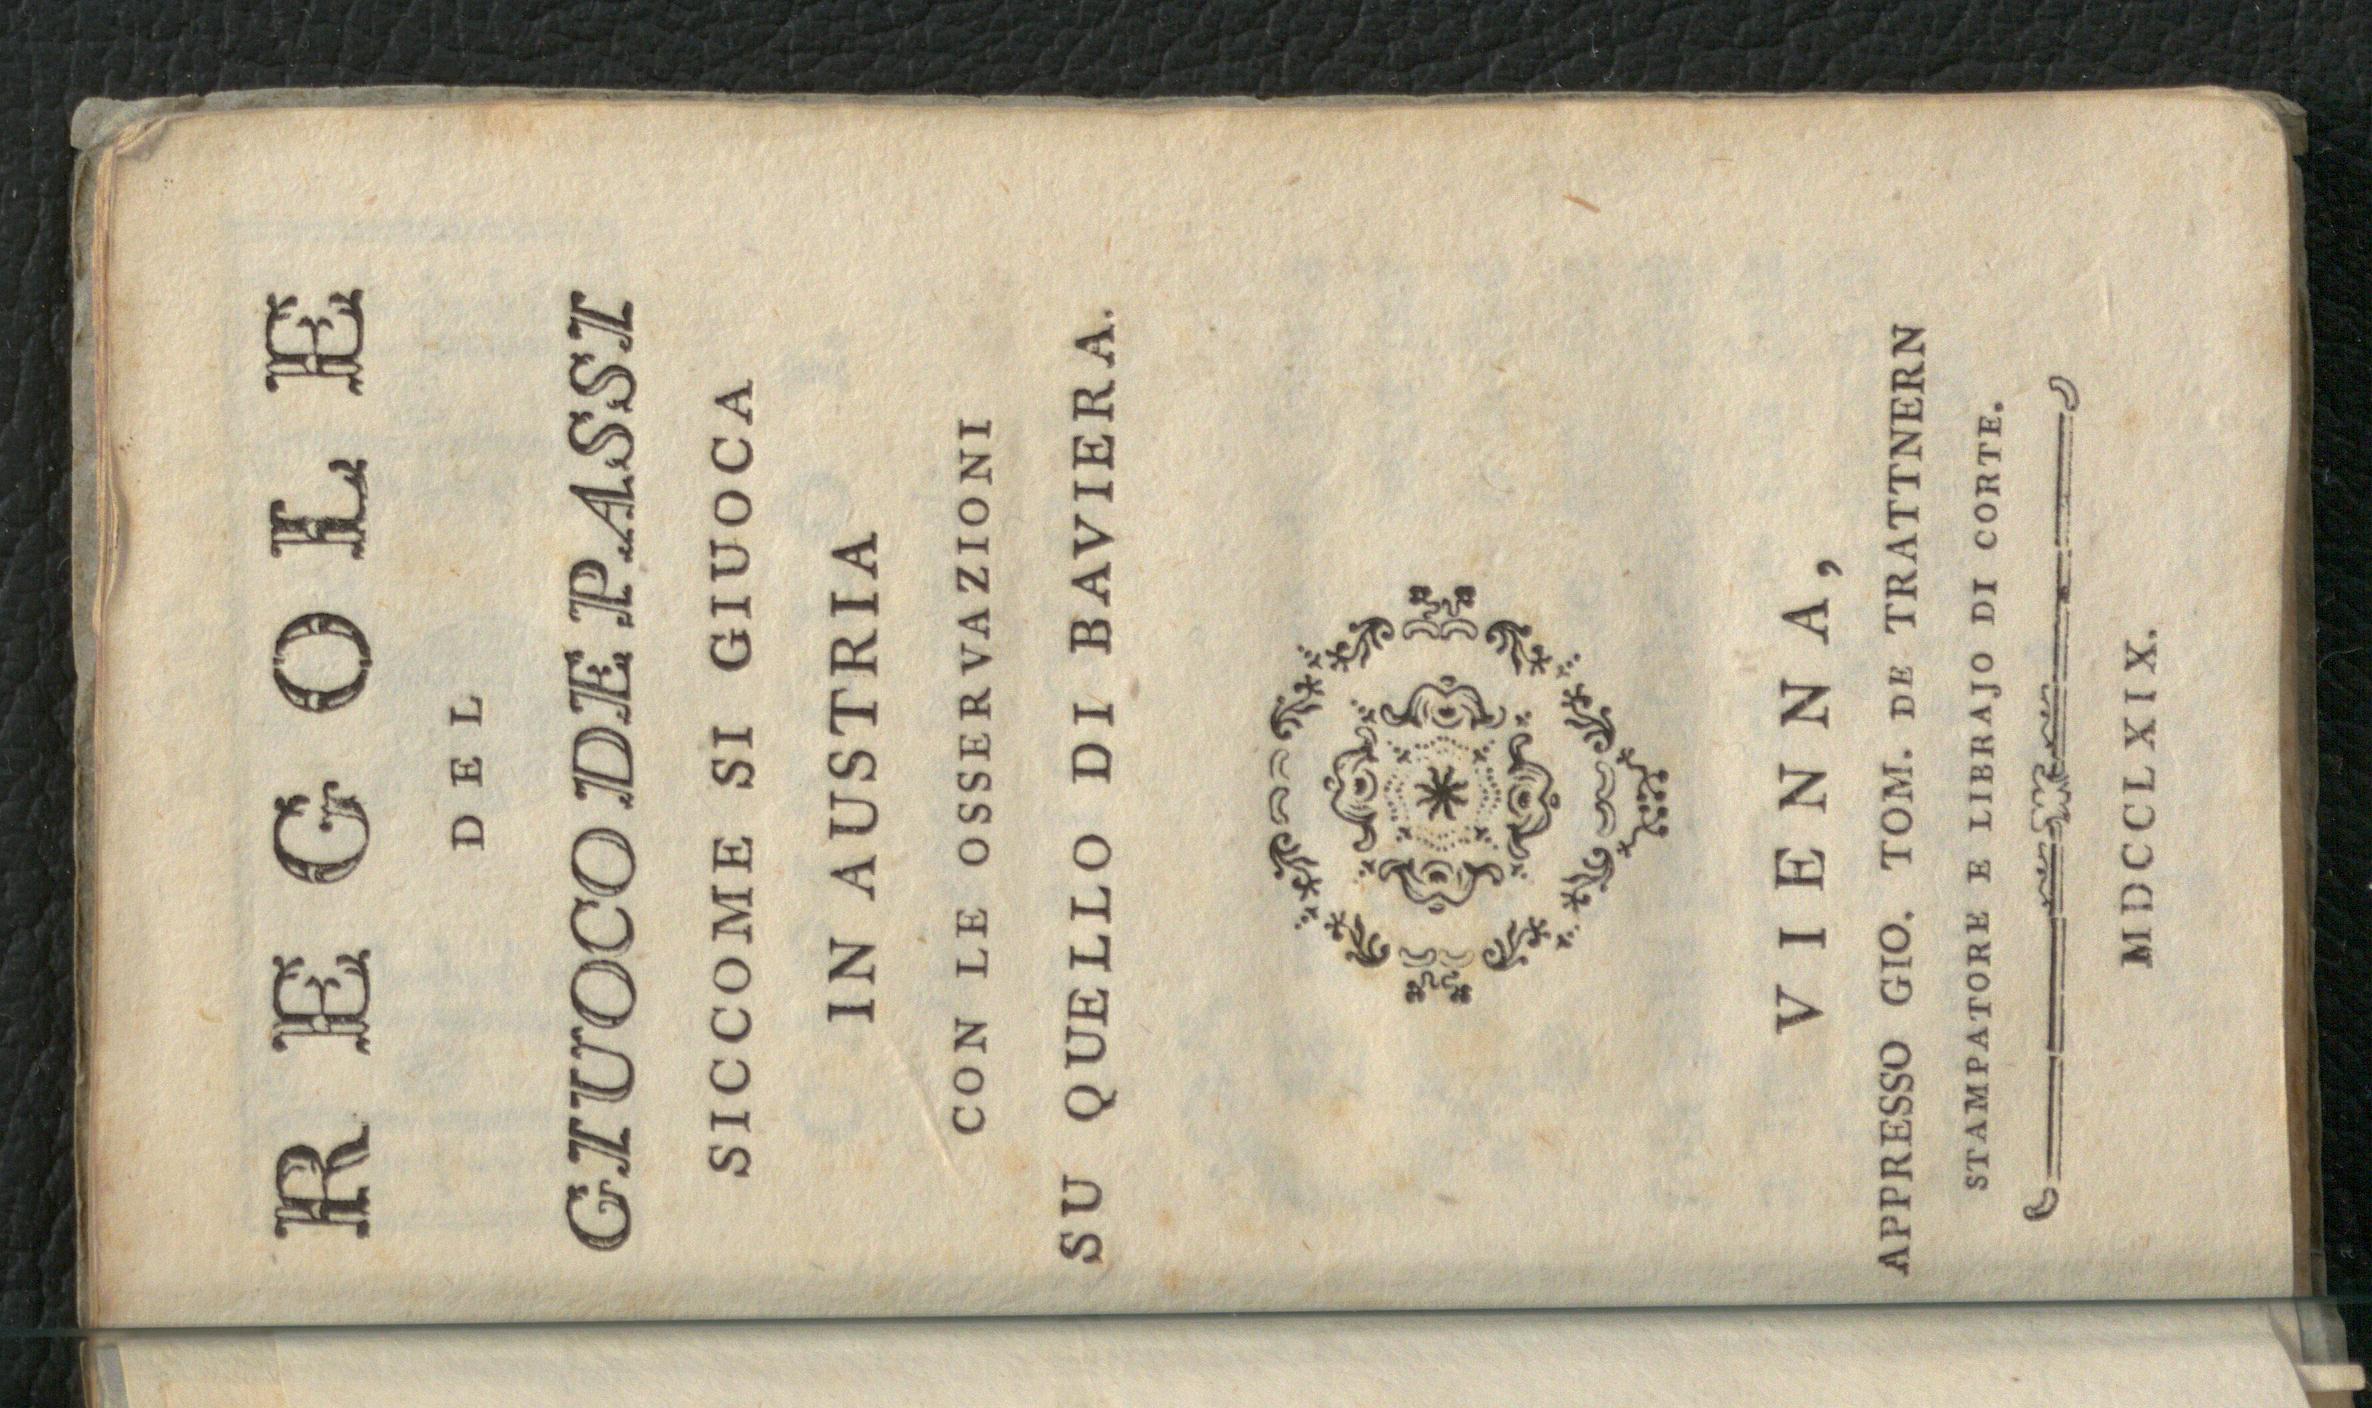 REGOLE
DEL
GIUOCO DE PASSI
SICCOME SI GIUOCA
IN AUSTRIA
CON LE OSSERVAZIONI
SU QUELLO DI BAVIERA.
VIENNA,
APPRESSO GIO. TOM. DE TRATTNERN
STAMPATORE E LIBRAJO DI CORTE.
MDCCLXIX.